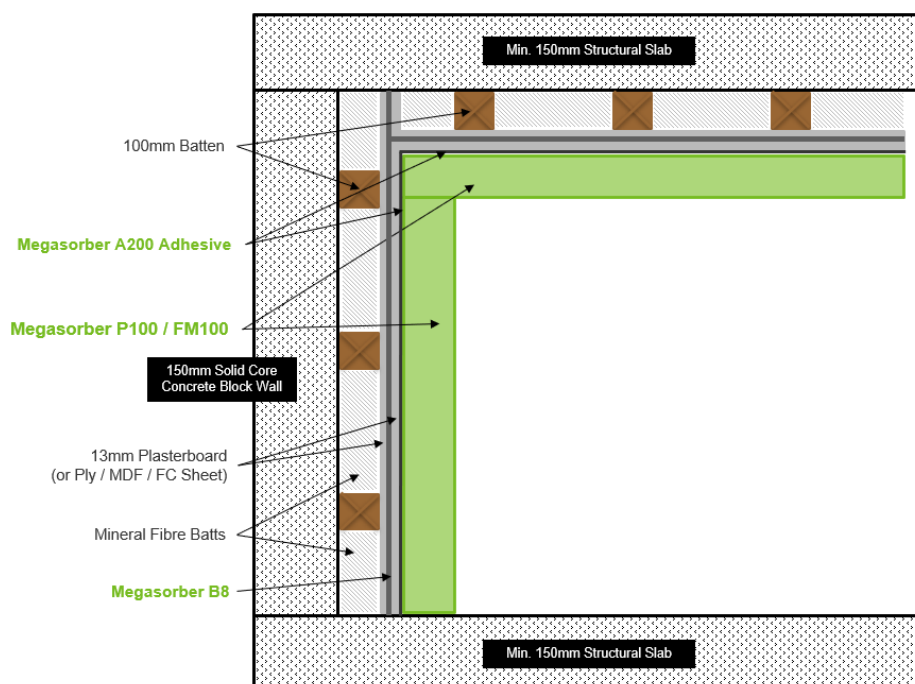 Min. 150mm Structural Slab
100mm Batten
Megasorber A200 Adhesive
Megasorber P100 / FM100
150mm Solid Core
Concrete Block Wall
13mm Plasterboard
(or Ply / MDF / FC Sheet)
Mineral Fibre Batts
Megasorber B8
Min. 150mm Structural Slab